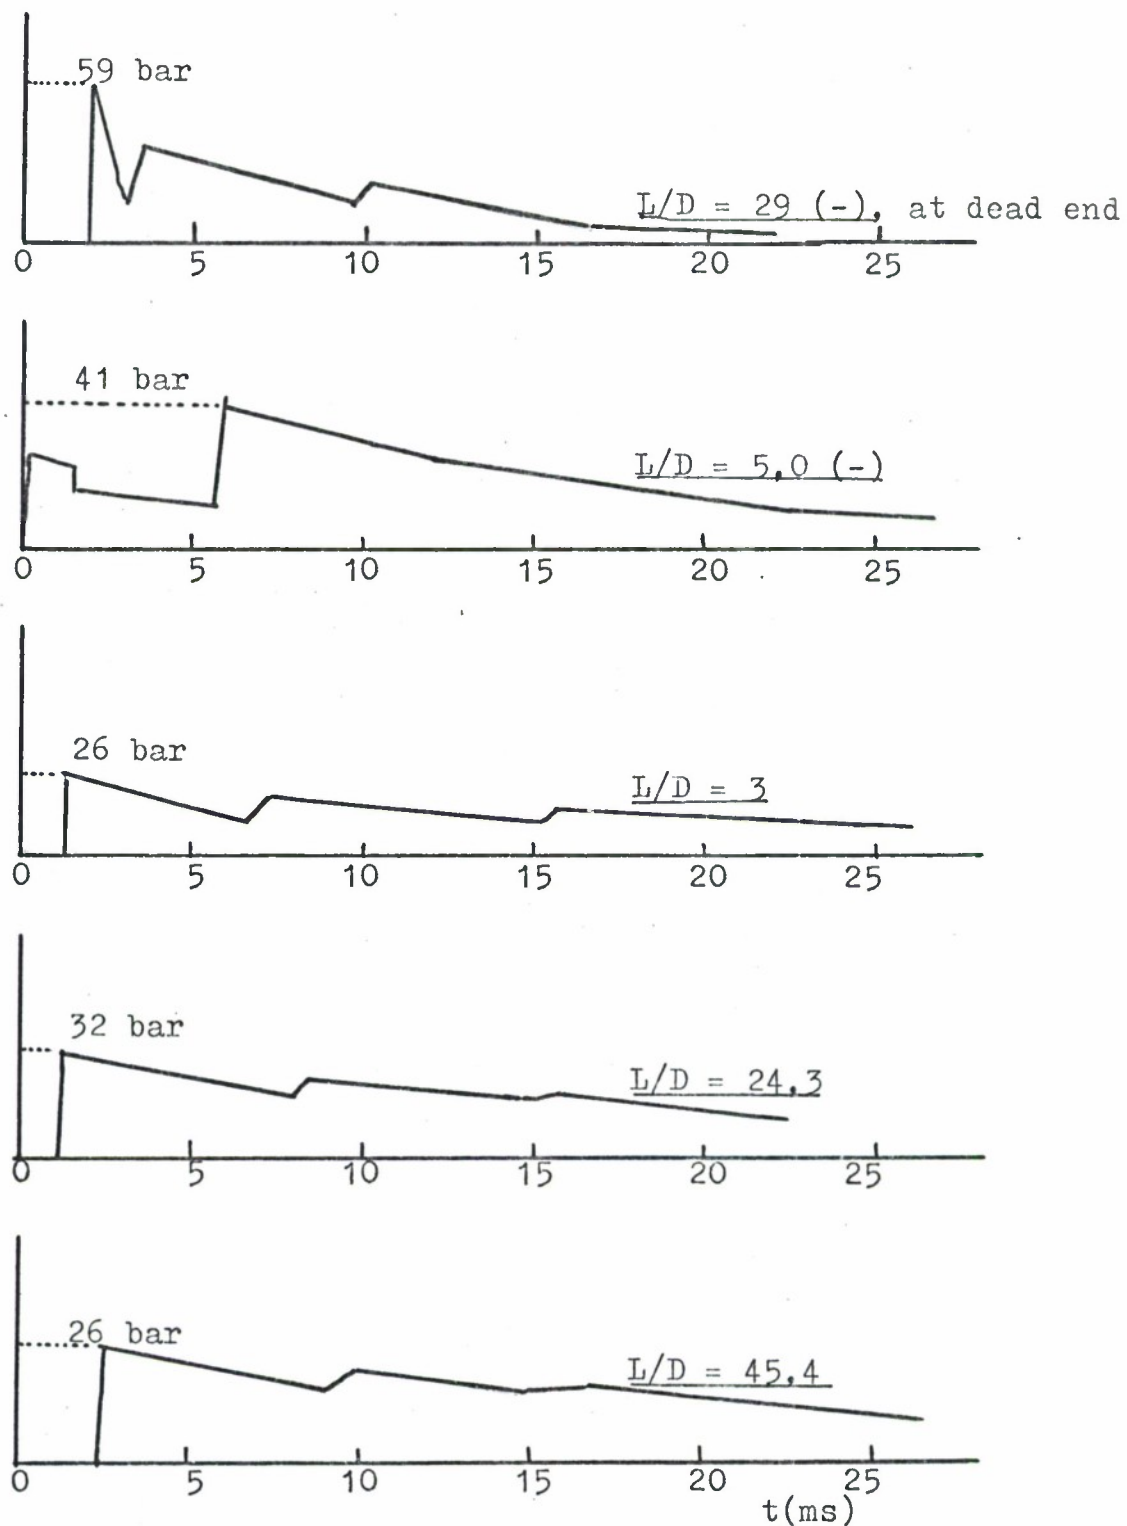 59 bar
L/D = 29 (-), at dead end
0 5 10 15 20 25
41 bar
L/D = 5,0 (-)
0 5 10 15 20 25
26 bar
L/D = 3
0 5 10 15 20 25
32 bar
L/D = 24,3
0 5 10 15 20 25
26 bar
L/D = 45,4
0 5 10 15 20 25
t(ms)